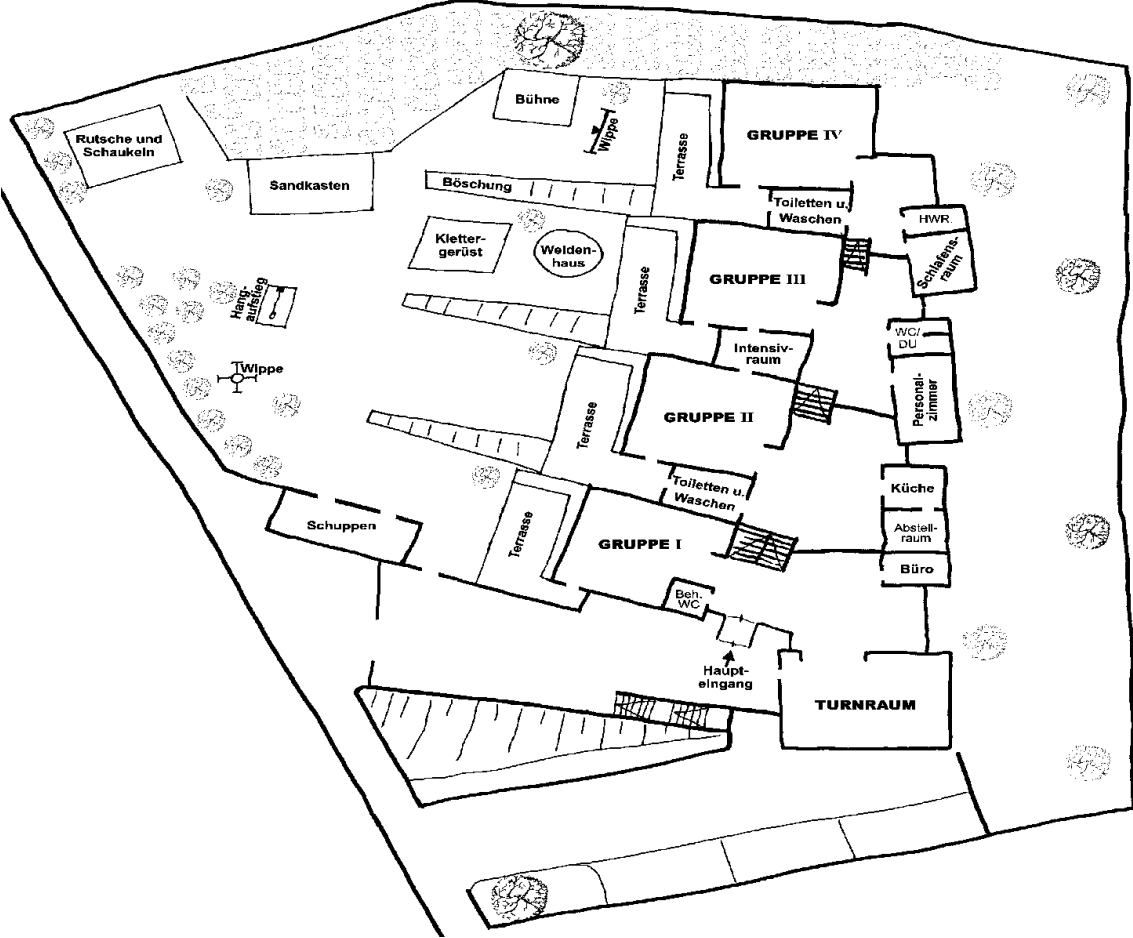 Bühne
Wippe
Rutsche und
Schaukeln
GRUPPE IV
Terrasse
Sandkasten
Böschung
Toiletten u.
Waschen
HWR
Kletter-
gerüst
Weiden-
haus
Schlafens-
raum
Terrasse
GRUPPE III
Hang-
aufstieg
WC/
DU
Intensiv-
raum
Wippe
Personal-
zimmer
Terrasse
GRUPPE II
Küche
Toiletten u.
Waschen
Schuppen
Terrasse
Abstell-
raum
GRUPPE I
Büro
Beh.
WC
Haupt-
eingang
TURNRAUM